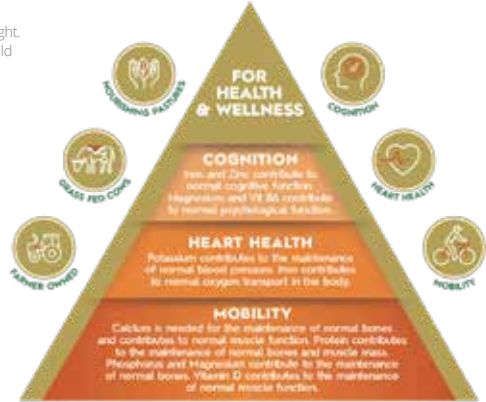 ght.
ld
FOR
HEALTH
& WELLNESS
NOURISHING PASTURES
COGNITION
GRASS FED COWS
HEART HEALTH
FARMER OWNED
MOBILITY
COGNITION
Iron and Zinc contribute to
normal cognitive function.
Magnesium and Vit B6 contribute
to normal psychological function.
HEART HEALTH
Potassium contributes to the maintenance
of normal blood pressure. Iron contributes
to normal oxygen transport in the body.
MOBILITY
Calcium is needed for the maintenance of normal bones
and contributes to normal muscle function. Protein contributes
to the maintenance of normal bones and muscle mass.
Phosphorus and Magnesium contribute to the maintenance
of normal bones. Vitamin D contributes to the maintenance
of normal muscle function.